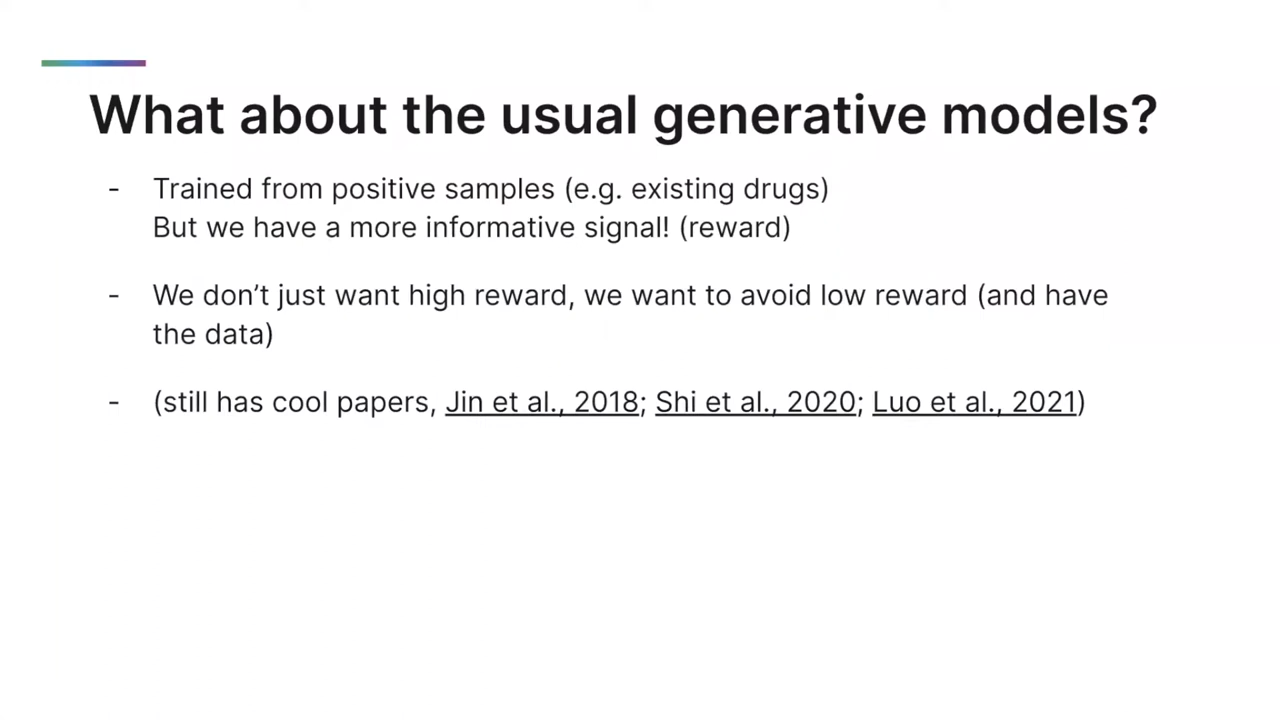 What about the usual generative models?
- Trained from positive samples (e.g. existing drugs)
But we have a more informative signal! (reward)
- We don’t just want high reward, we want to avoid low reward (and have
the data)
- (still has cool papers, Jin et al., 2018; Shi et al., 2020; Luo et al., 2021)